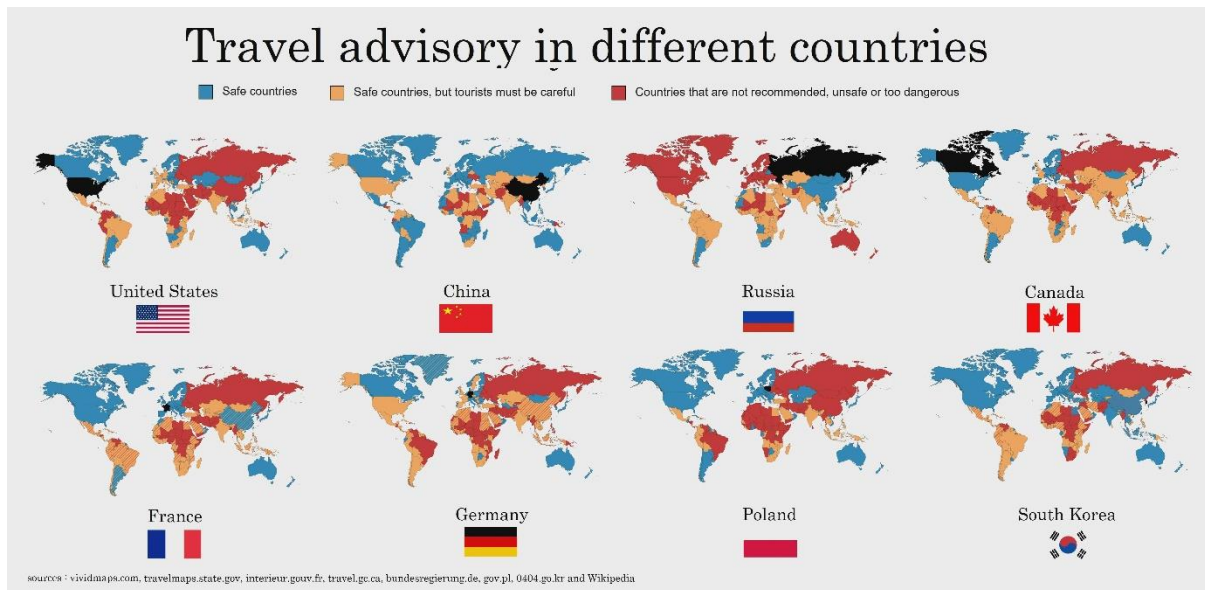 Travel advisory in different countries
Safe countries
Safe countries, but tourists must be careful
Countries that are not recommended, unsafe or too dangerous
United States
China
Russia
Canada
France
Germany
Poland
South Korea
sources : vividmaps.com, travelmaps.state.gov, interieur.gouv.fr, travel.gc.ca, bundesregierung.de, gov.pl, 0404.go.kr and Wikipedia